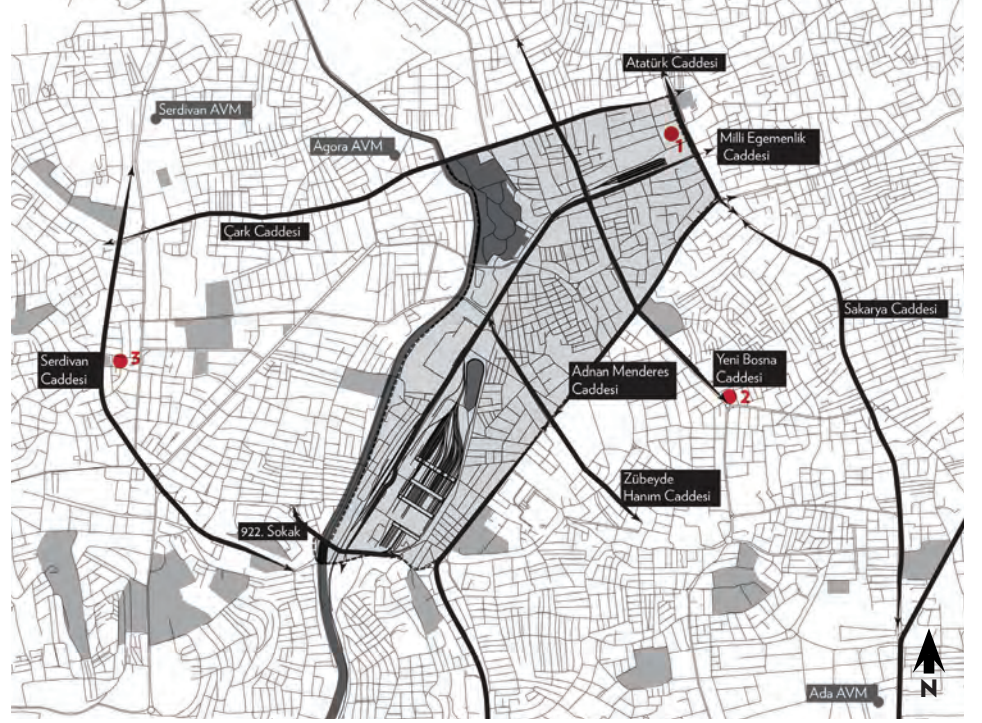 Atatürk Caddesi
Serdivan AVM
Agora AVM
1
Milli Egemenlik
Caddesi
Çark Caddesi
Sakarya Caddesi
Serdivan
Caddesi
3
Adnan Menderes
Caddesi
Yeni Bosna
Caddesi
2
Zübeyde
Hanım Caddesi
922. Sokak
N
Ada AVM